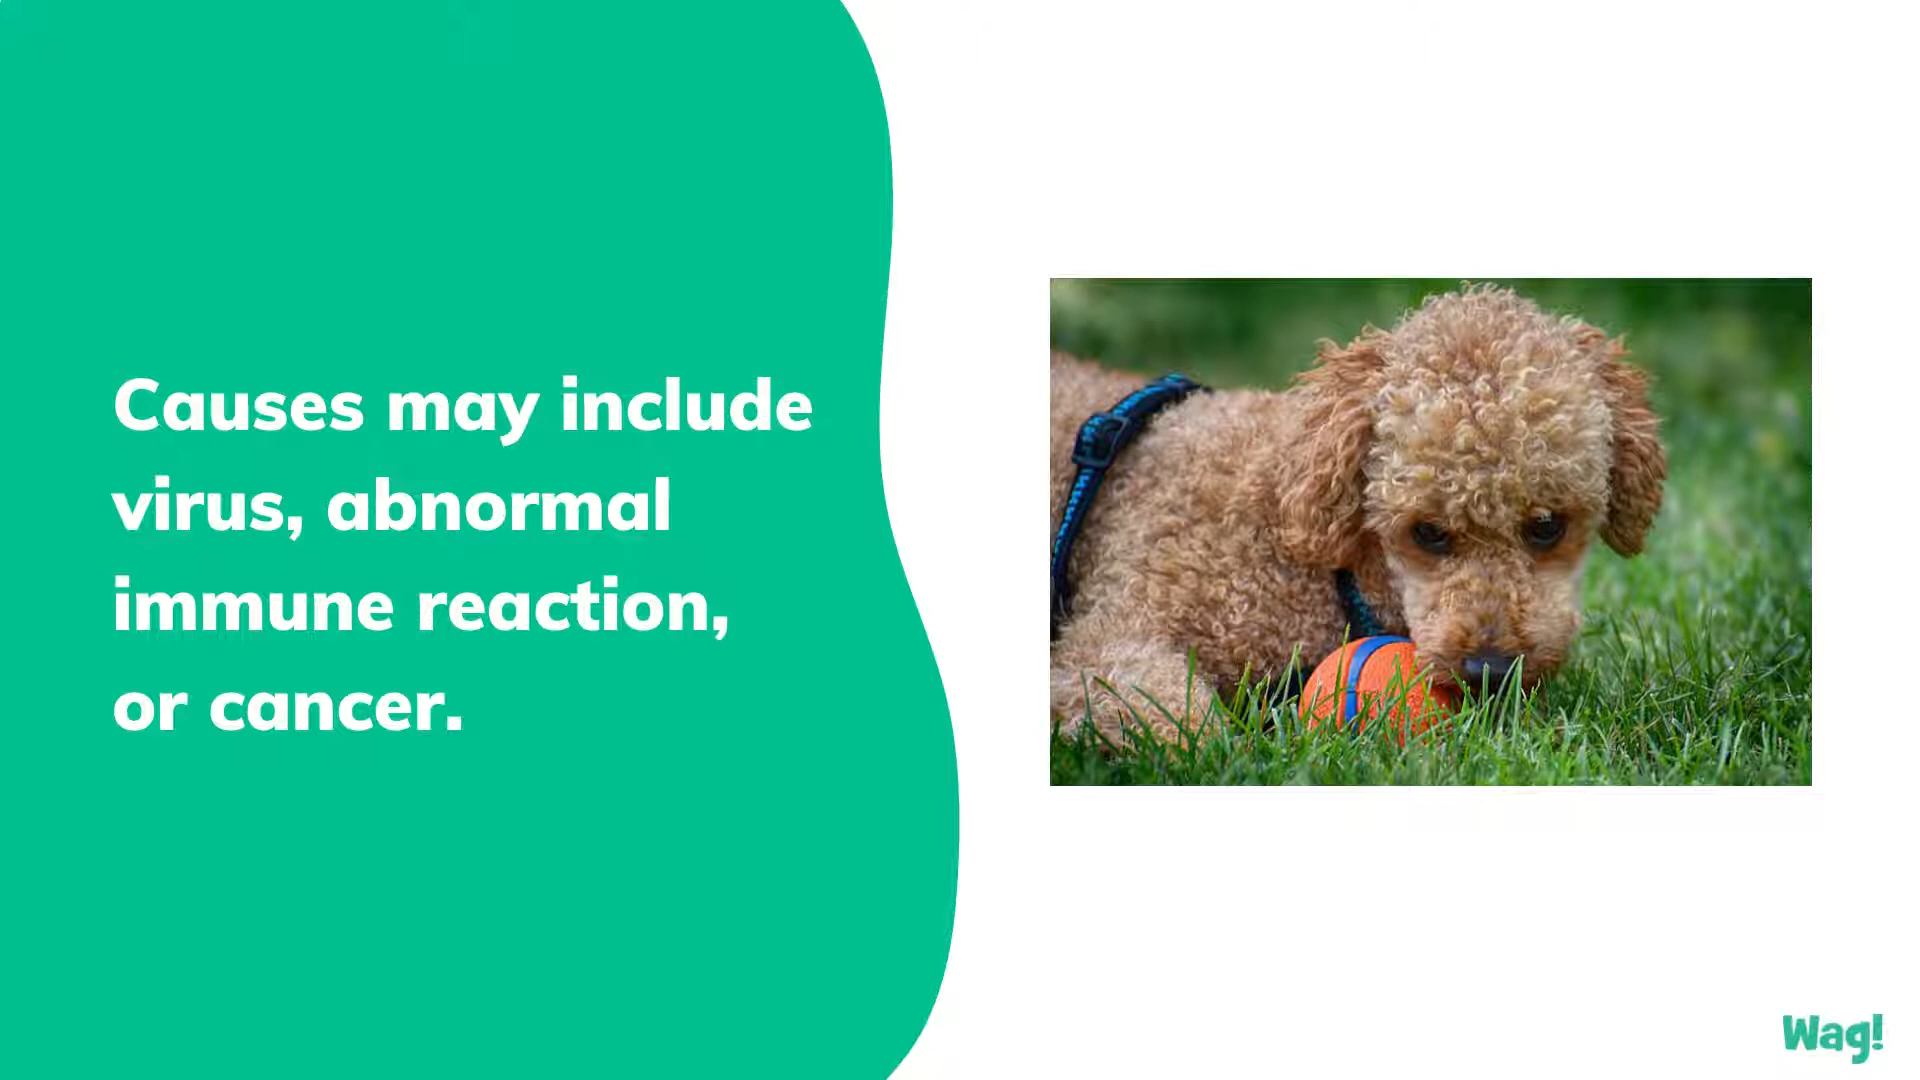 Causes may include
virus, abnormal
immune reaction,
or cancer.
Wag!